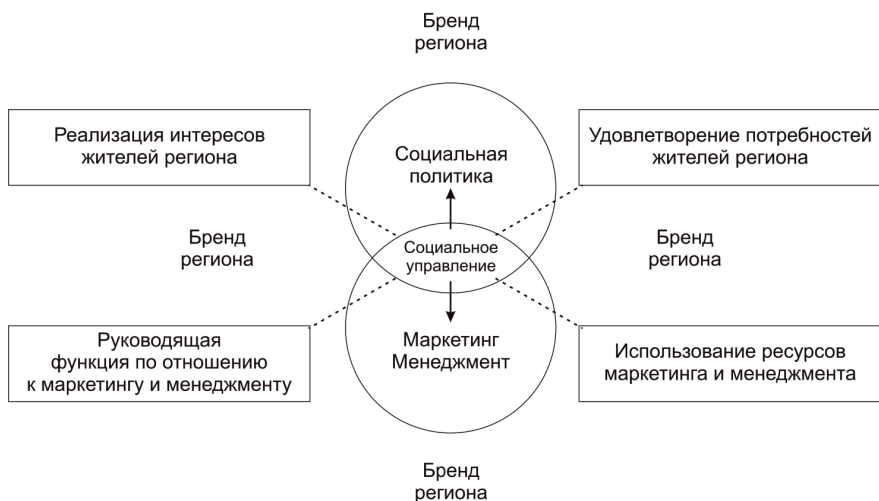 Бренд
региона
Реализация интересов
жителей региона
Социальная
политика
Удовлетворение потребностей
жителей региона
Бренд
региона
Социальное
управление
Бренд
региона
Руководящая
функция по отношению
к маркетингу и менеджменту
Маркетинг
Менеджмент
Использование ресурсов
маркетинга и менеджмента
Бренд
региона